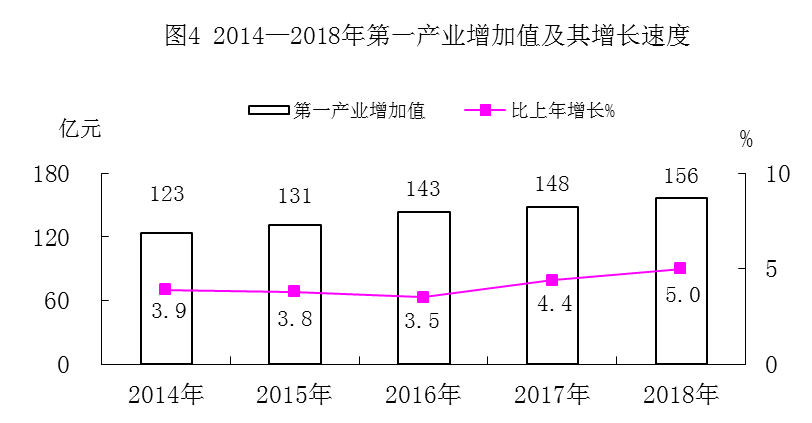 图4 2014—2018年第一产业增加值及其增长速度
第一产业增加值 比上年增长%
亿元 %
180 10
123 131 143 148 156
120
5
60
3.9 3.8 3.5 4.4 5.0
0 0
2014年 2015年 2016年 2017年 2018年